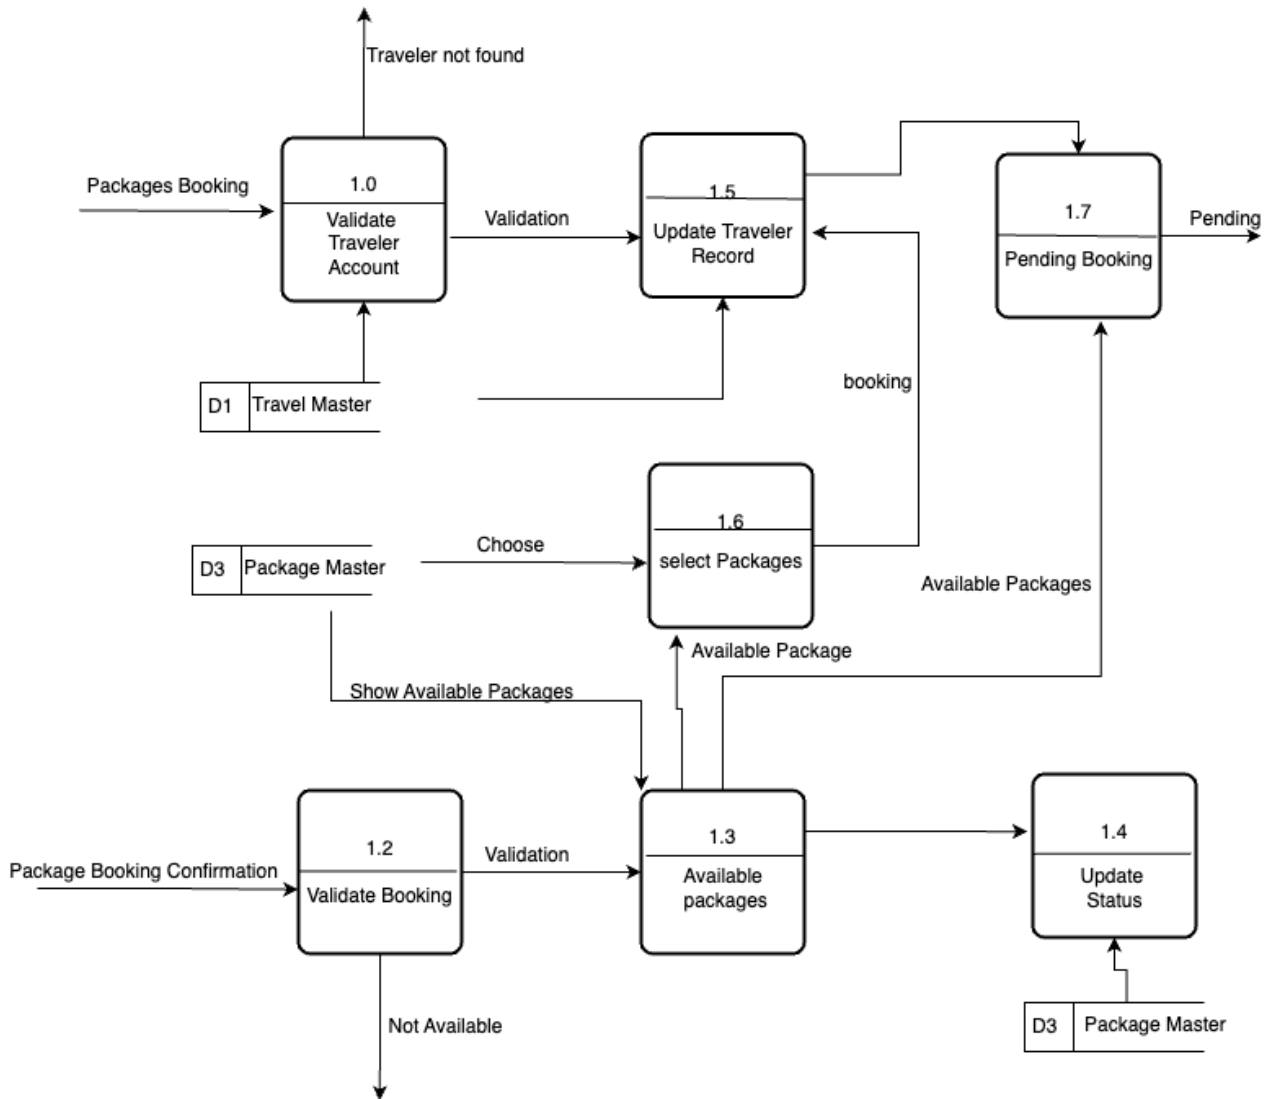 Traveler not found
Packages Booking
1.0
Validate
Traveler
Account
Validation
1.5
Update Traveler
Record
1.7
Pending Booking
Pending
D1
Travel Master
booking
D3
Package Master
Choose
1.6
select Packages
Available Packages
Available Package
Show Available Packages
Package Booking Confirmation
1.2
Validate Booking
Validation
1.3
Available
packages
1.4
Update
Status
Not Available
D3
Package Master